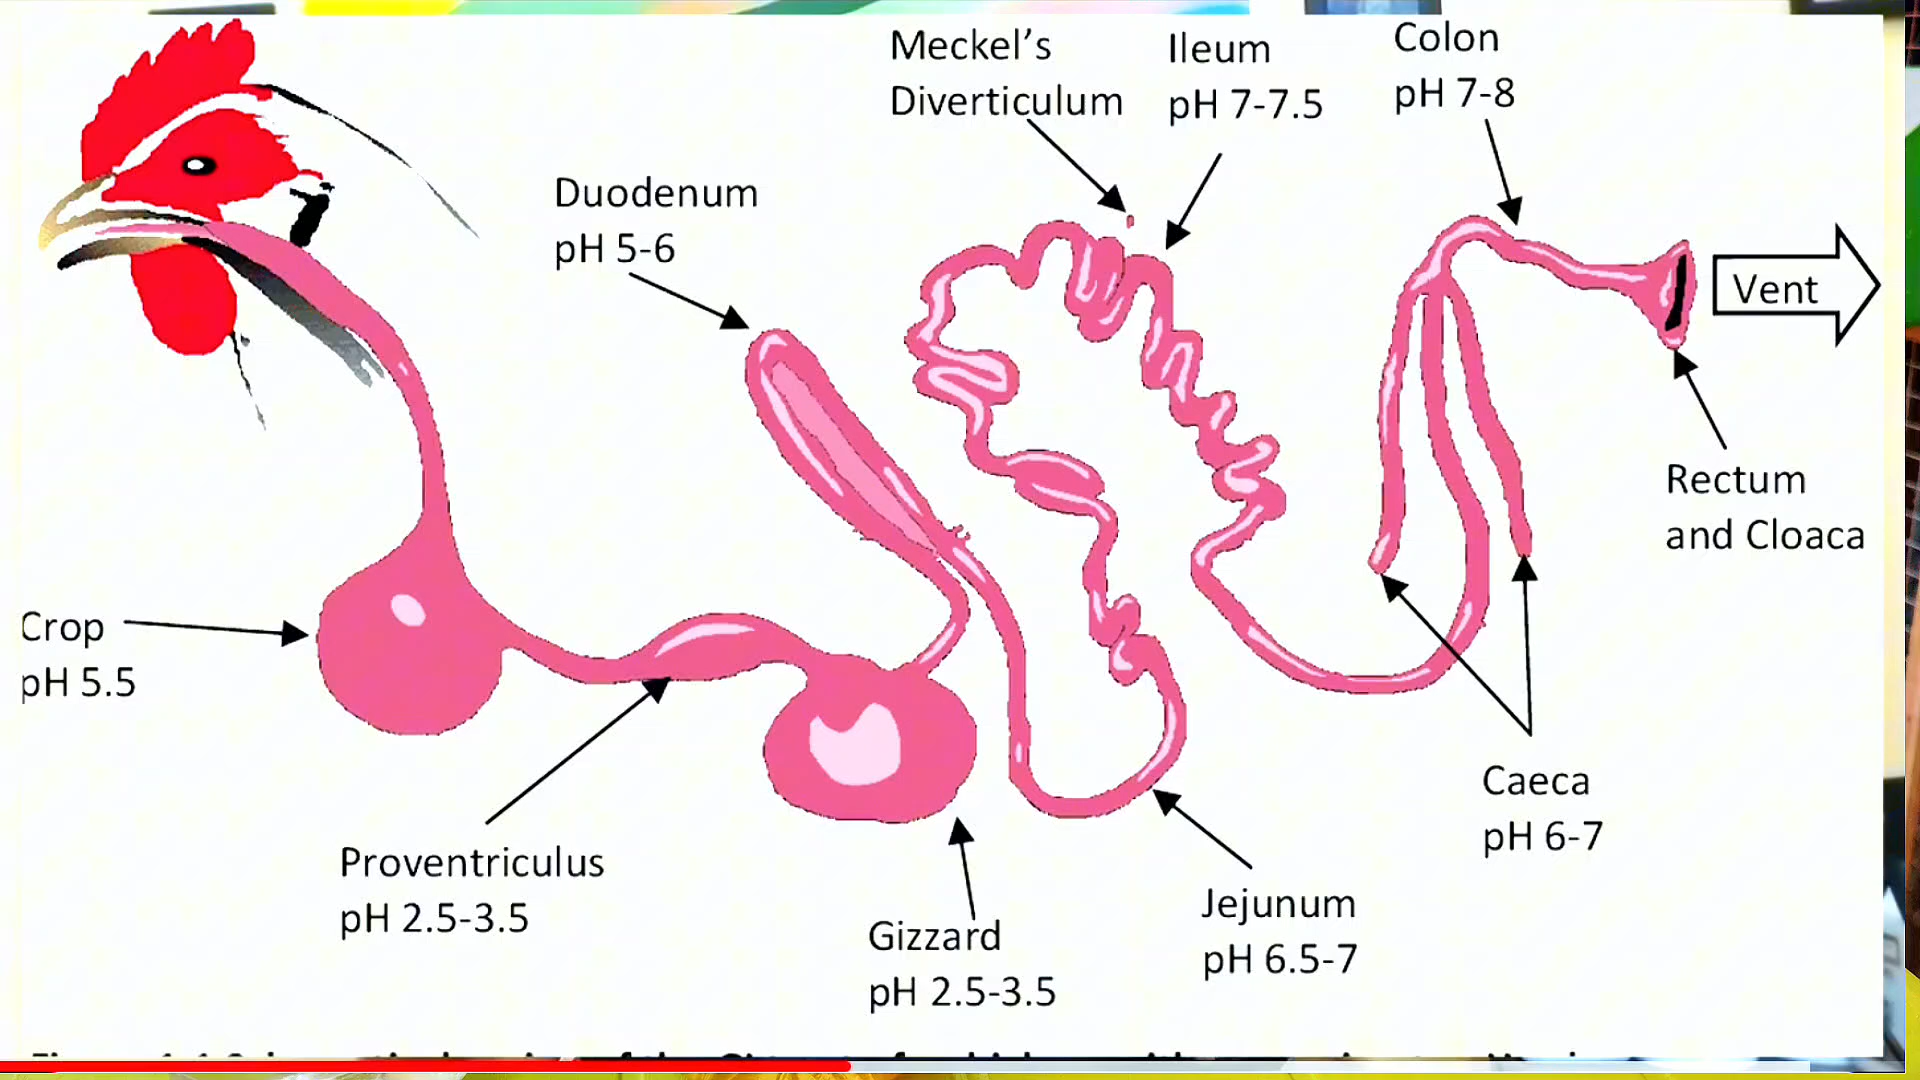 Meckel’s
Diverticulum
Ileum
pH 7-7.5
Colon
pH 7-8
Duodenum
pH 5-6
Vent
Rectum
and Cloaca
Crop
pH 5.5
Caeca
pH 6-7
Proventriculus
pH 2.5-3.5
Gizzard
pH 2.5-3.5
Jejunum
pH 6.5-7